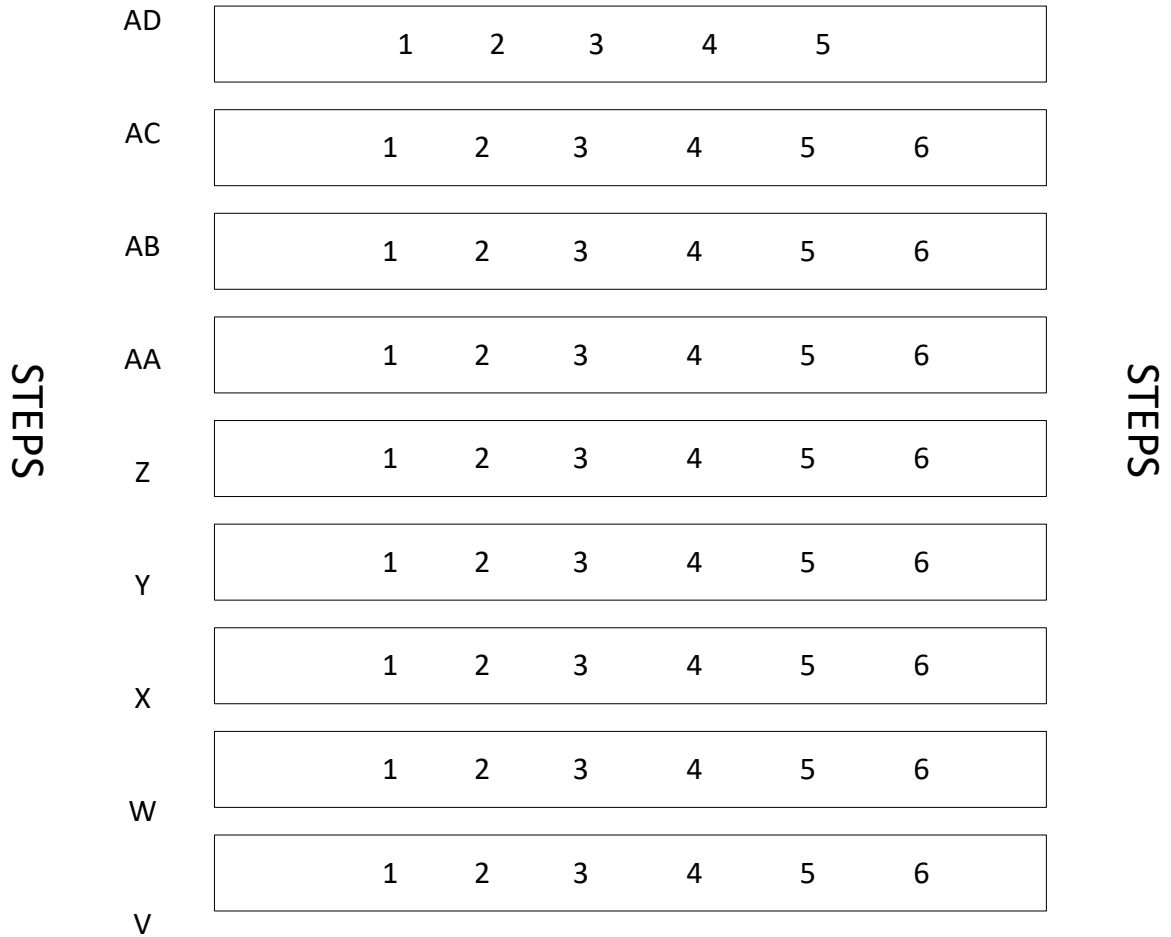 AD 1 2 3 4 5
AC 1 2 3 4 5 6
AB 1 2 3 4 5 6
AA 1 2 3 4 5 6
STEPS
STEPS
Z 1 2 3 4 5 6
Y 1 2 3 4 5 6
X 1 2 3 4 5 6
W 1 2 3 4 5 6
V 1 2 3 4 5 6